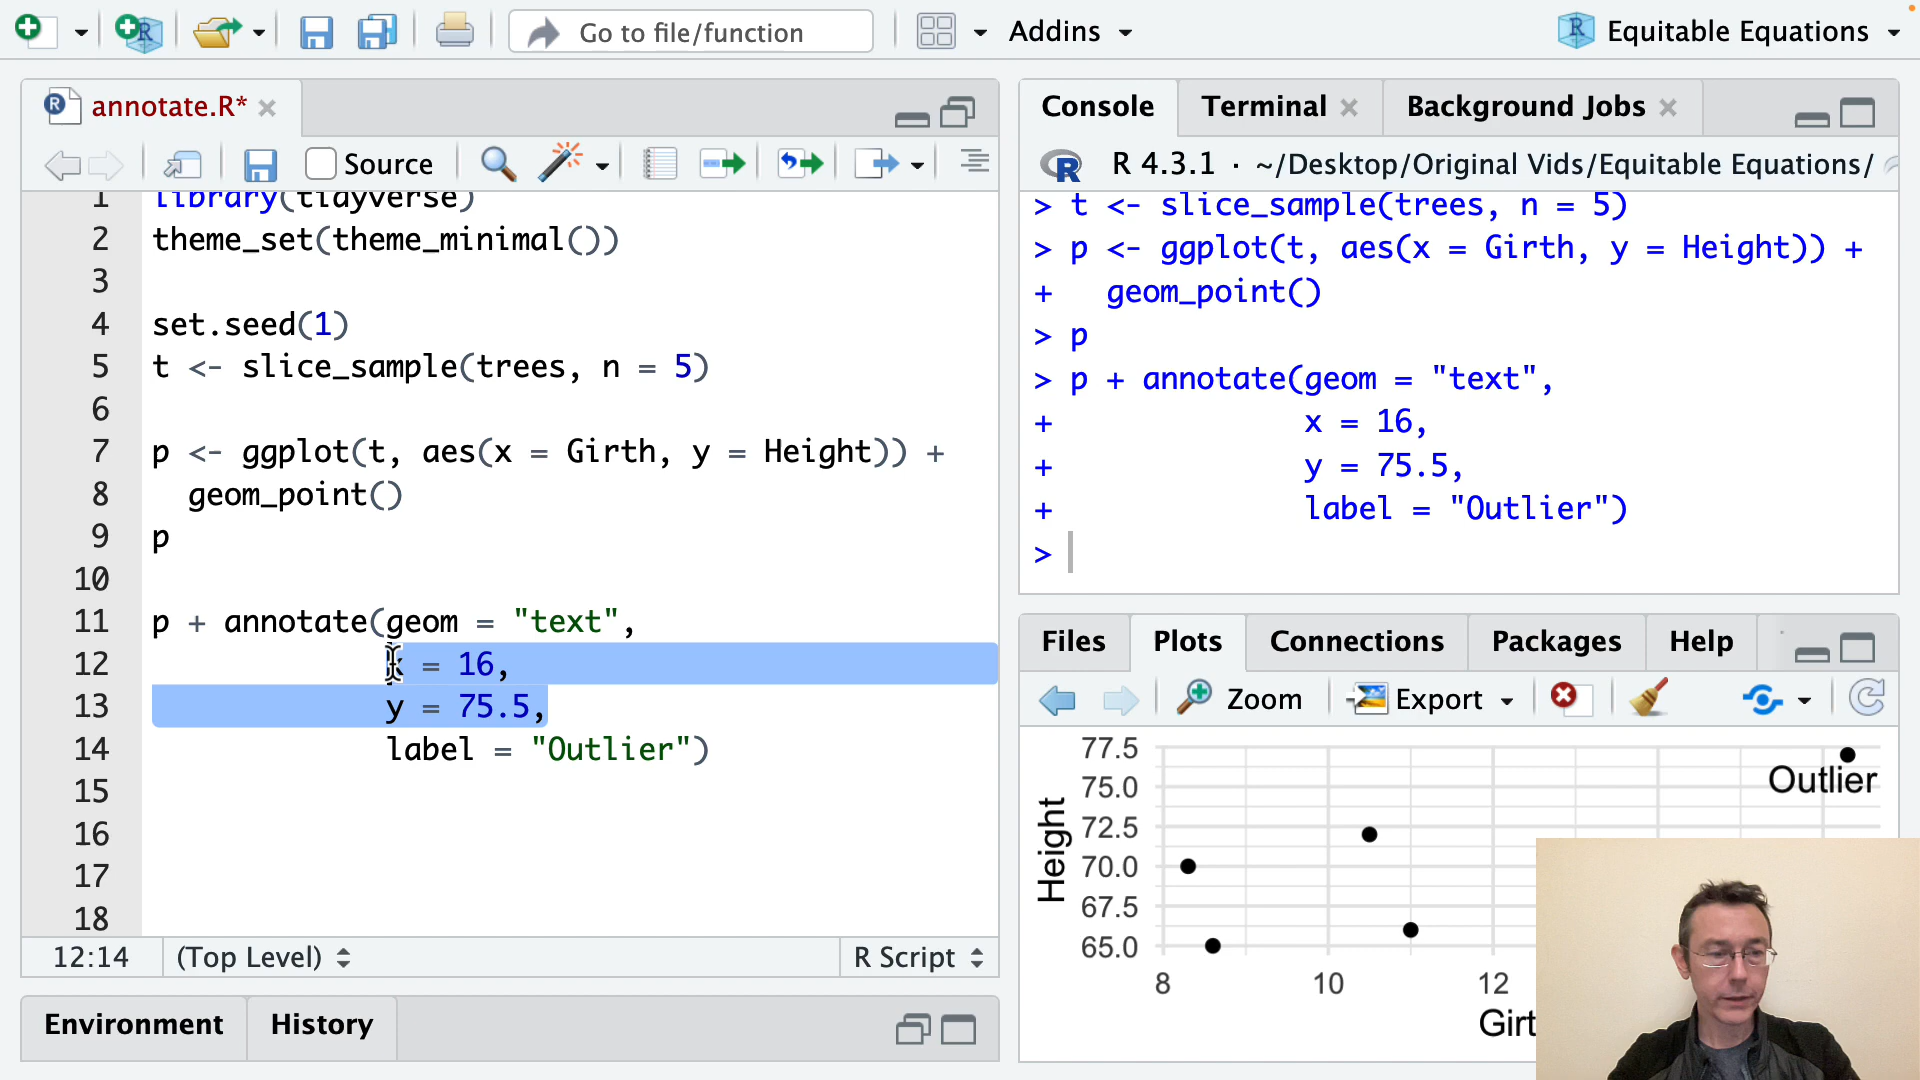 Go to file/function
Addins
Equitable Equations
annotate.R*
Source
1 library(tidyverse)
2 theme_set(theme_minimal())
3
4 set.seed(1)
5 t <- slice_sample(trees, n = 5)
6
7 p <- ggplot(t, aes(x = Girth, y = Height)) +
8 geom_point()
9 p
10
11 p + annotate(geom = "text",
12 x = 16,
13 y = 75.5,
14 label = "Outlier")
15
16
17
18
12:14 (Top Level) R Script
Environment History
Console Terminal Background Jobs
R 4.3.1 · ~/Desktop/Original Vids/Equitable Equations/
> t <- slice_sample(trees, n = 5)
> p <- ggplot(t, aes(x = Girth, y = Height)) +
+ geom_point()
> p
> p + annotate(geom = "text",
+ x = 16,
+ y = 75.5,
+ label = "Outlier")
>
Files Plots Connections Packages Help
Zoom Export
77.5
75.0
72.5
70.0
67.5
65.0
Height
Outlier
8 10 12
Girt